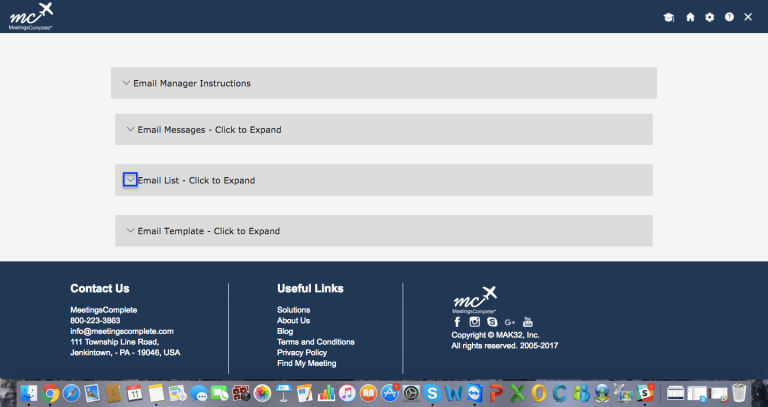 mc
MeetingsComplete
Email Manager Instructions
Email Messages - Click to Expand
Email List - Click to Expand
Email Template - Click to Expand
Contact Us
MeetingsComplete
800-223-3863
info@meetingscomplete.com
111 Township Line Road,
Jenkintown, - PA - 19046, USA
Useful Links
Solutions
About Us
Blog
Terms and Conditions
Privacy Policy
Find My Meeting
mc
MeetingsComplete
Copyright © MAK32, Inc.
All rights reserved. 2005-2017
11